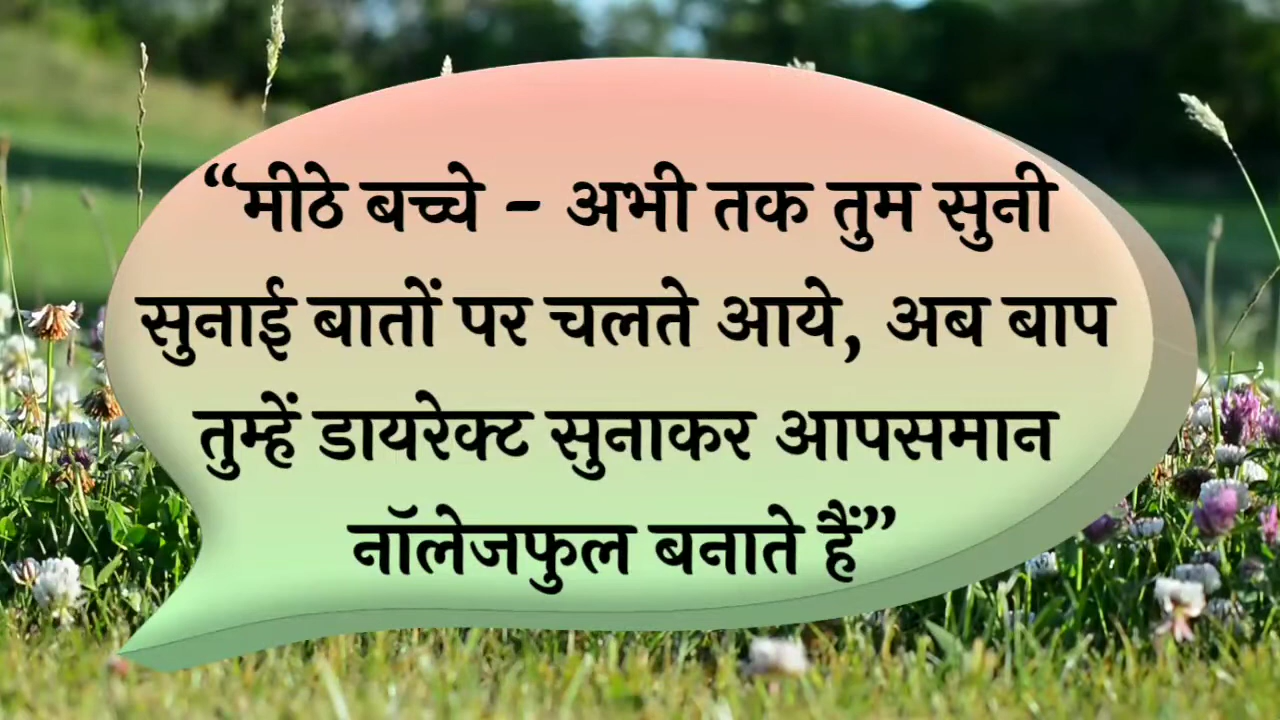 “मीठे बच्चे - अभी तक तुम सुनी
सुनाई बातों पर चलते आये, अब बाप
तुम्हें डायरेक्ट सुनाकर आपसमान
नॉलेजफुल बनाते हैं”